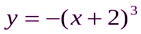 y = −(x + 2)³